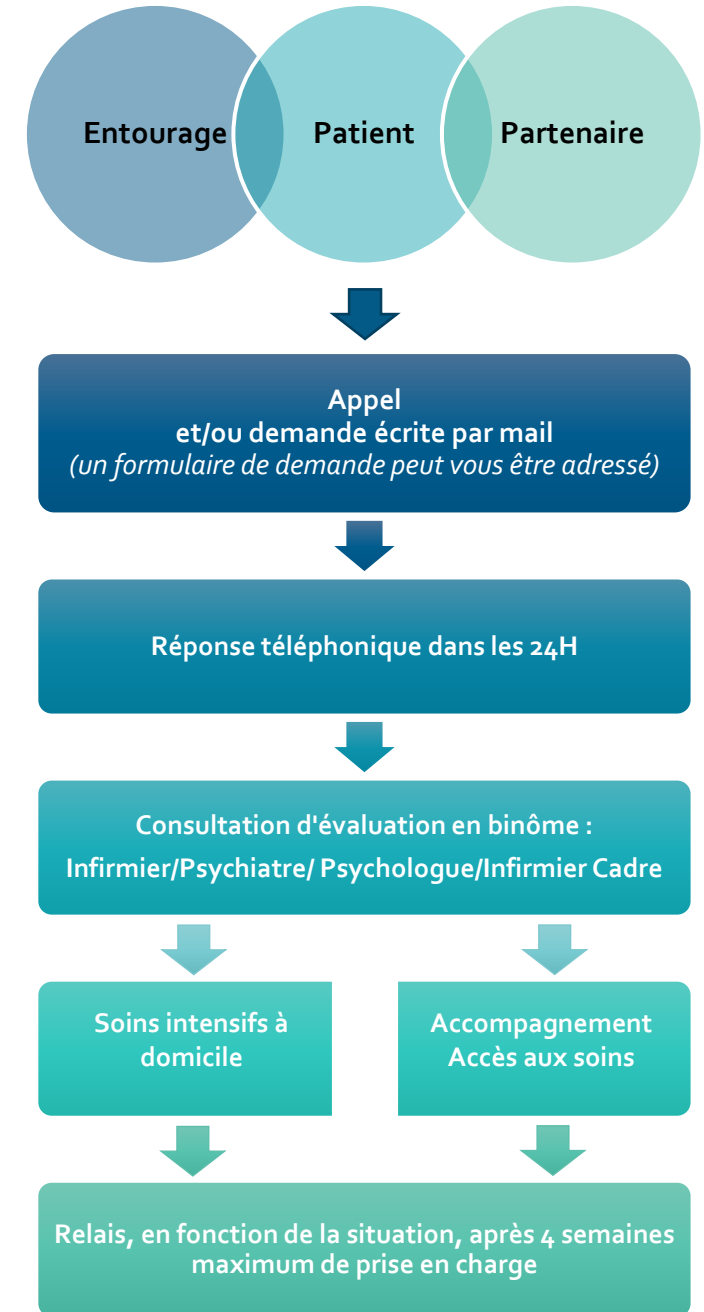 Entourage
Patient
Partenaire
Appel
et/ou demande écrite par mail
(un formulaire de demande peut vous être adressé)
Réponse téléphonique dans les 24H
Consultation d'évaluation en binôme :
Infirmier/Psychiatre/ Psychologue/Infirmier Cadre
Soins intensifs à
domicile
Accompagnement
Accès aux soins
Relais, en fonction de la situation, après 4 semaines
maximum de prise en charge